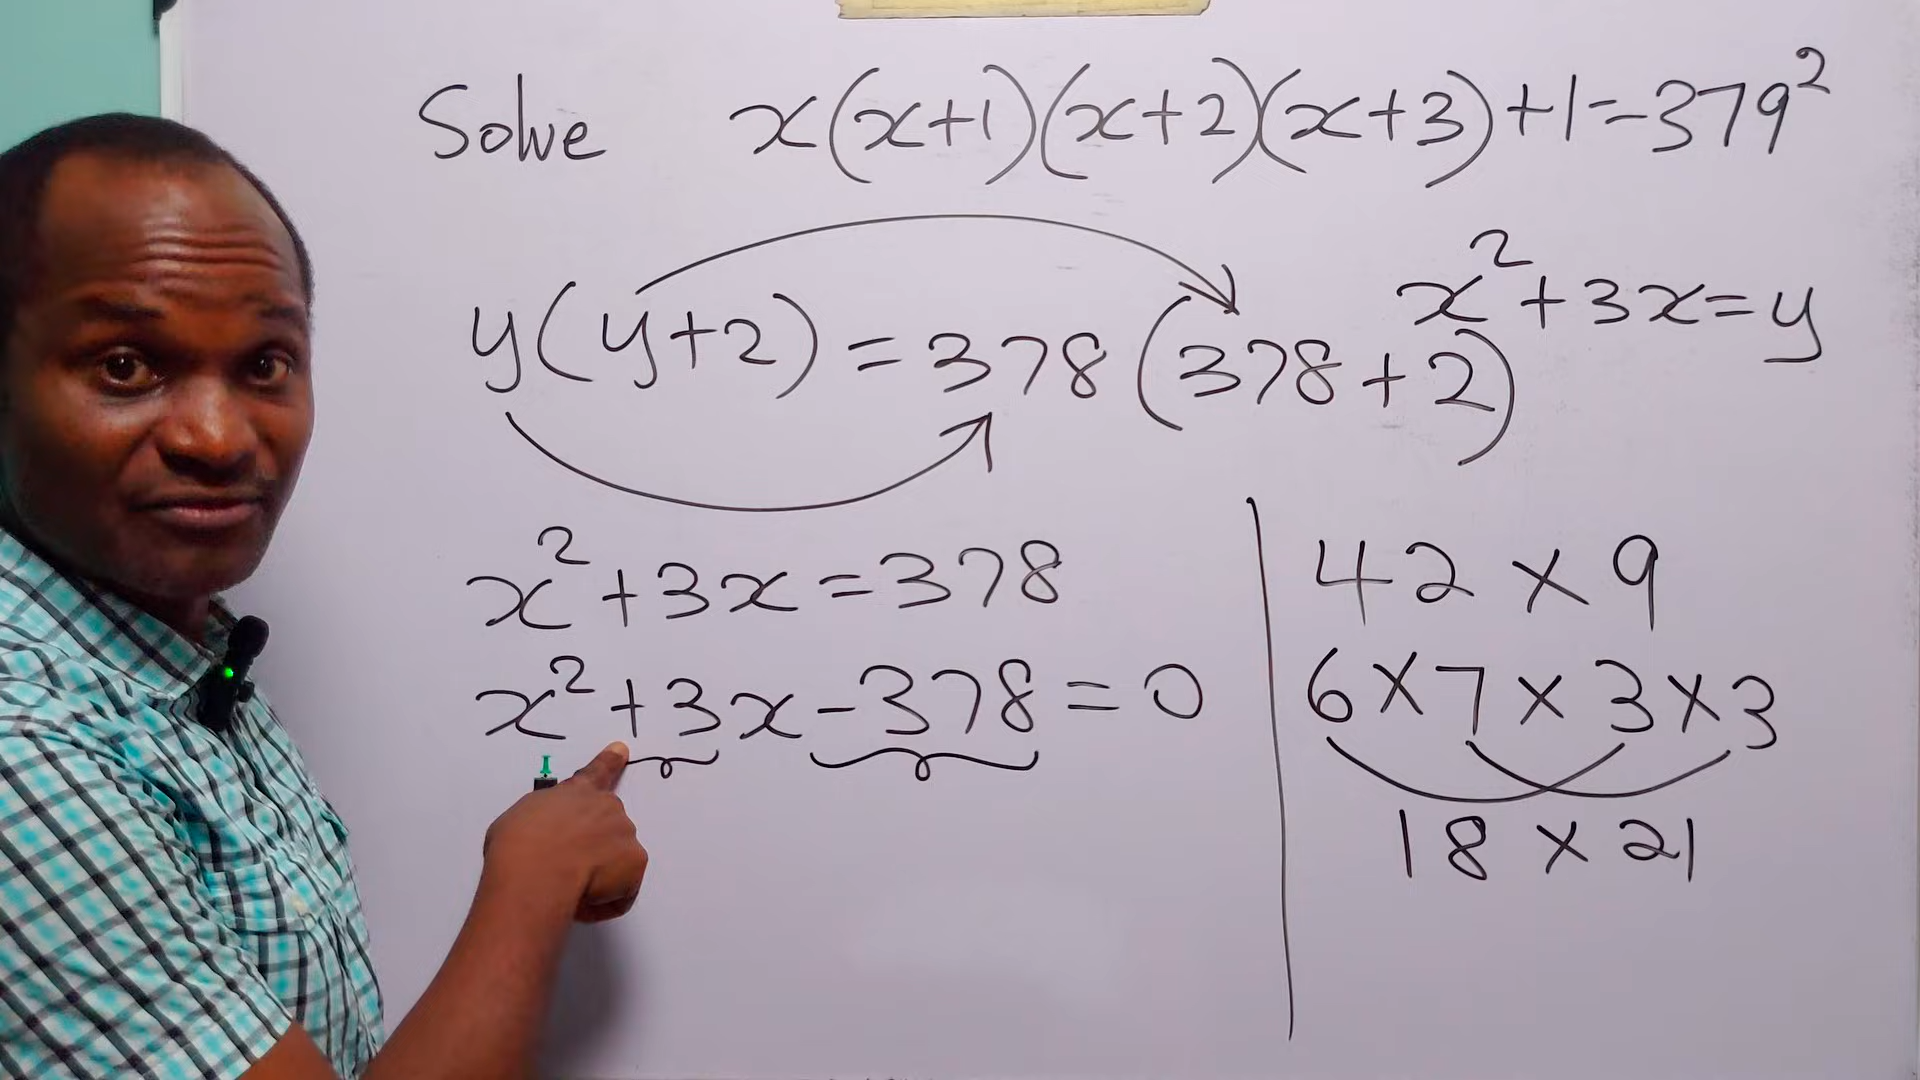 Solve x(x+1)(x+2)(x+3)+1=379²
x²+3x=y
y(y+2)=378(378+2)
x²+3x=378
x²+3x-378=0
42×9
6×7×3×3
18×21